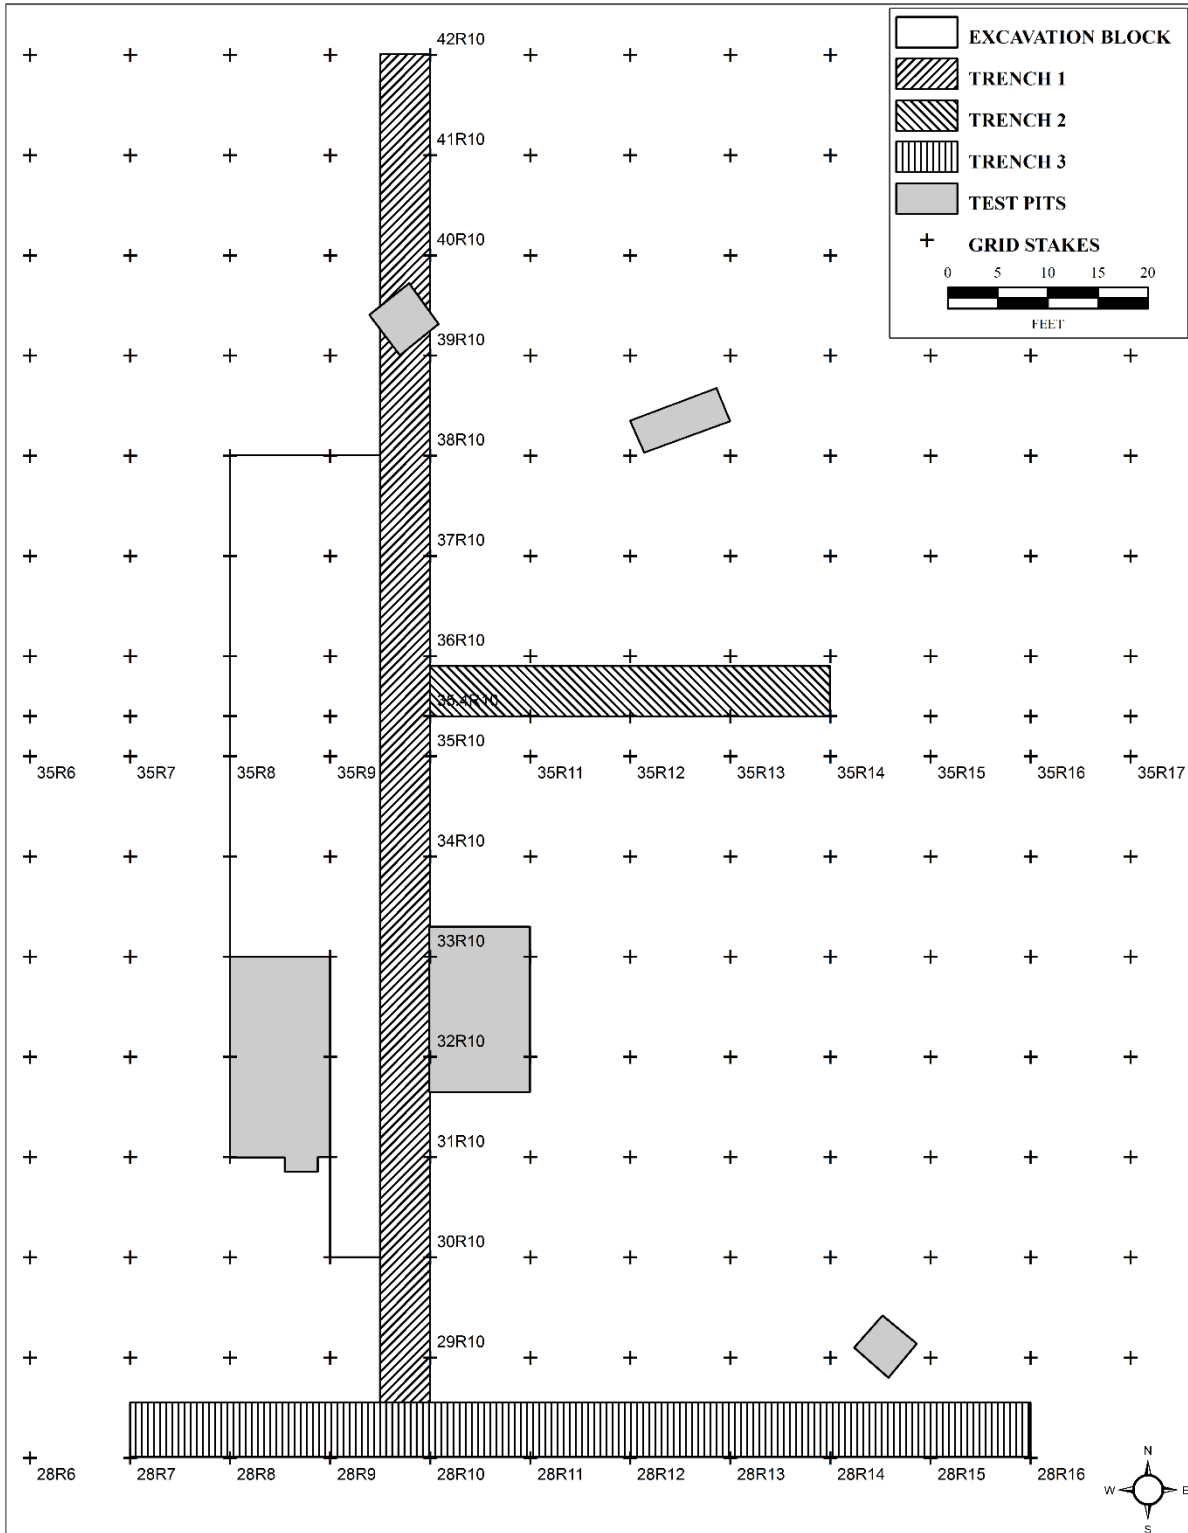 42R10
EXCAVATION BLOCK
TRENCH 1
TRENCH 2
41R10
TRENCH 3
TEST PITS
40R10
GRID STAKES
0 5 10 15 20
FEET
39R10
38R10
37R10
36R10
35.4R10
35R10
35R6 35R7 35R8 35R9 35R11 35R12 35R13 35R14 35R15 35R16 35R17
34R10
33R10
32R10
31R10
30R10
29R10
28R6 28R7 28R8 28R9 28R10 28R11 28R12 28R13 28R14 28R15 28R16
N
W E
S